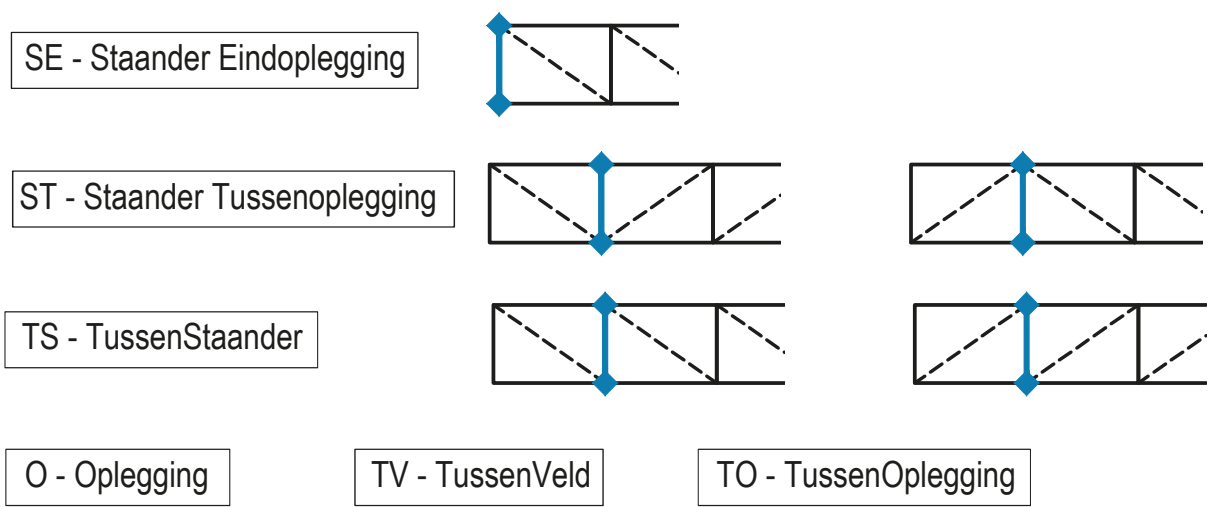 SE - Staander Eindoplegging
ST - Staander Tussenoplegging
TS - TussenStaander
O - Oplegging
TV - TussenVeld
TO - TussenOplegging